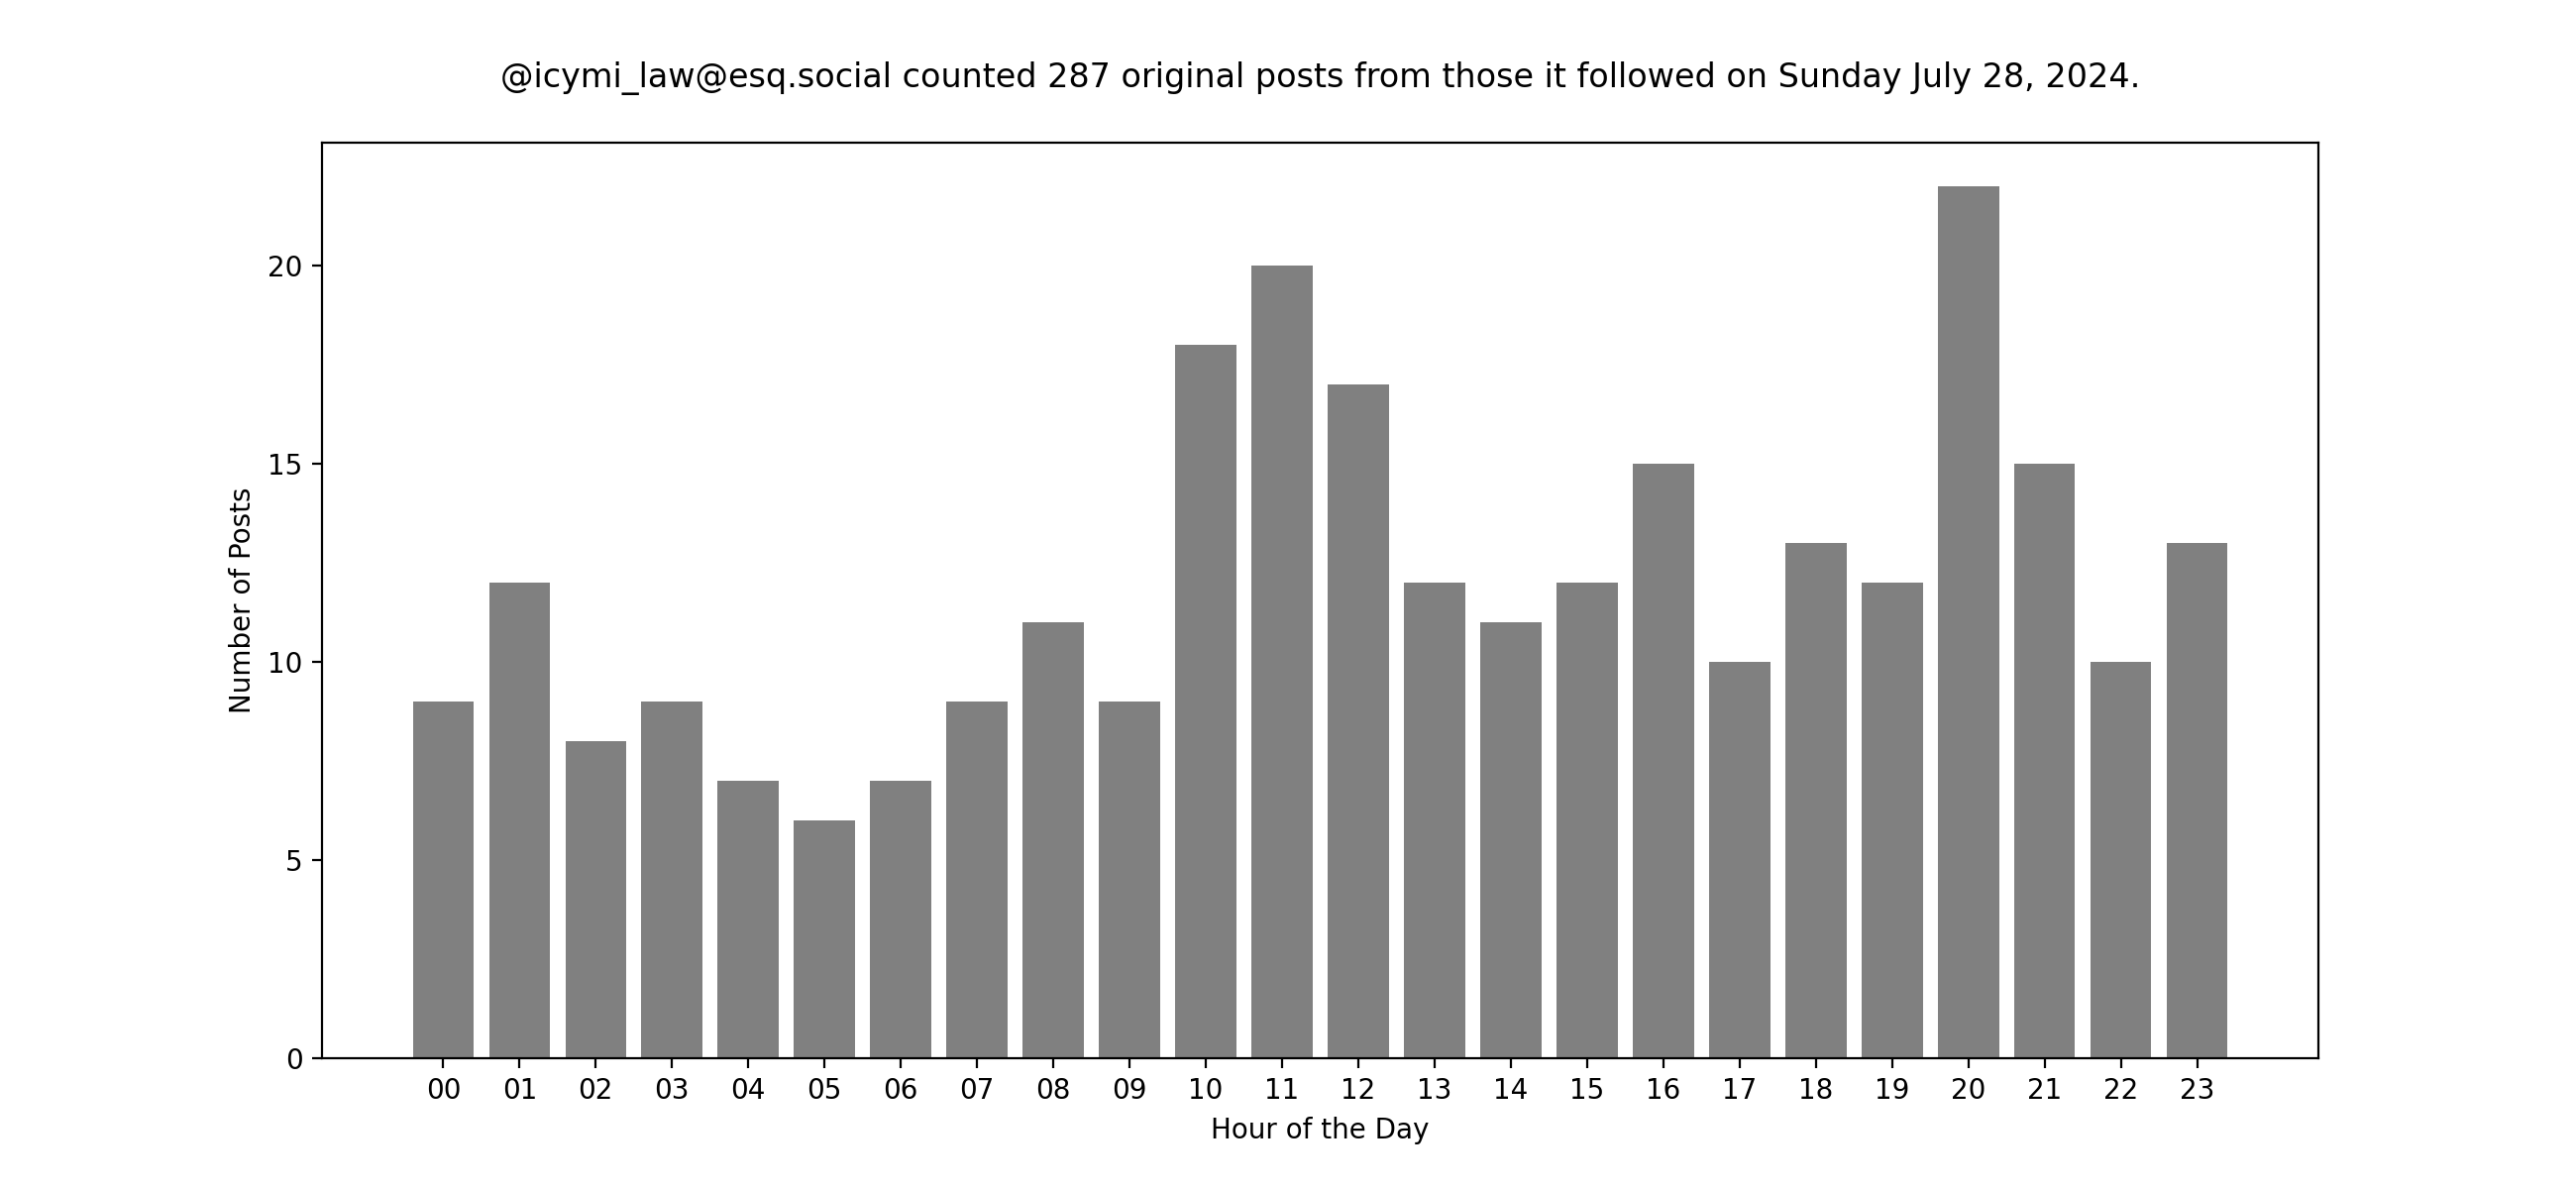 @icymi_law@esq.social counted 287 original posts from those it followed on Sunday July 28, 2024.
Number of Posts
20
15
10
5
0
00 01 02 03 04 05 06 07 08 09 10 11 12 13 14 15 16 17 18 19 20 21 22 23
Hour of the Day